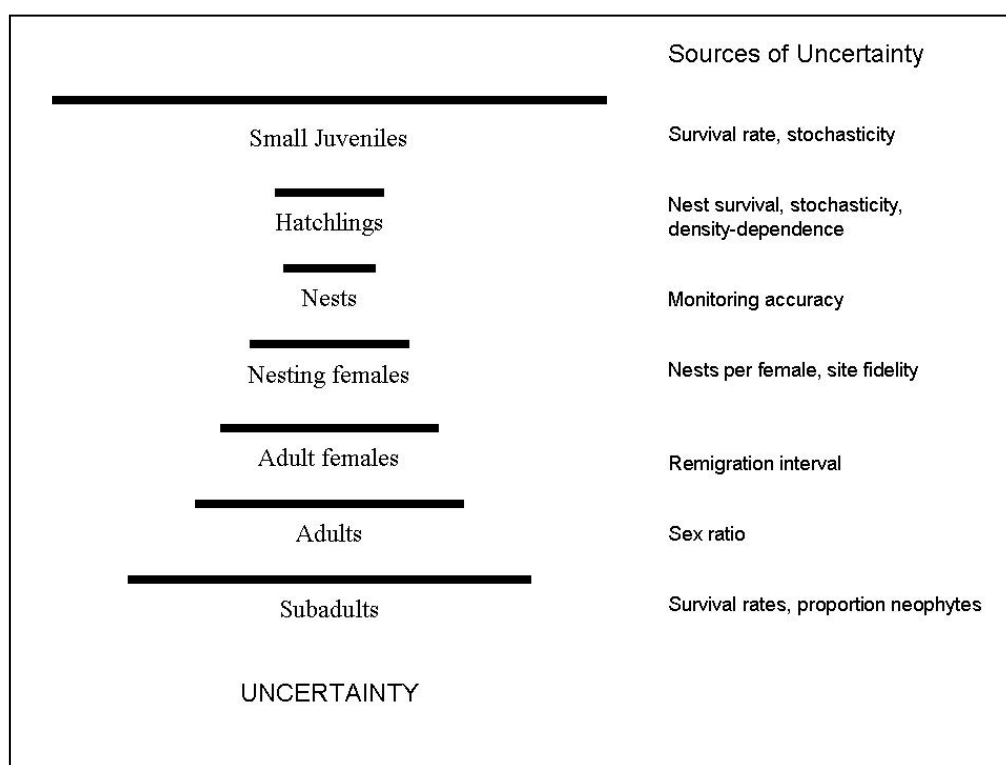 Sources of Uncertainty
Small Juveniles
Survival rate, stochasticity
Hatchlings
Nest survival, stochasticity,
density-dependence
Nests
Monitoring accuracy
Nesting females
Nests per female, site fidelity
Adult females
Remigration interval
Adults
Sex ratio
Subadults
Survival rates, proportion neophytes
UNCERTAINTY